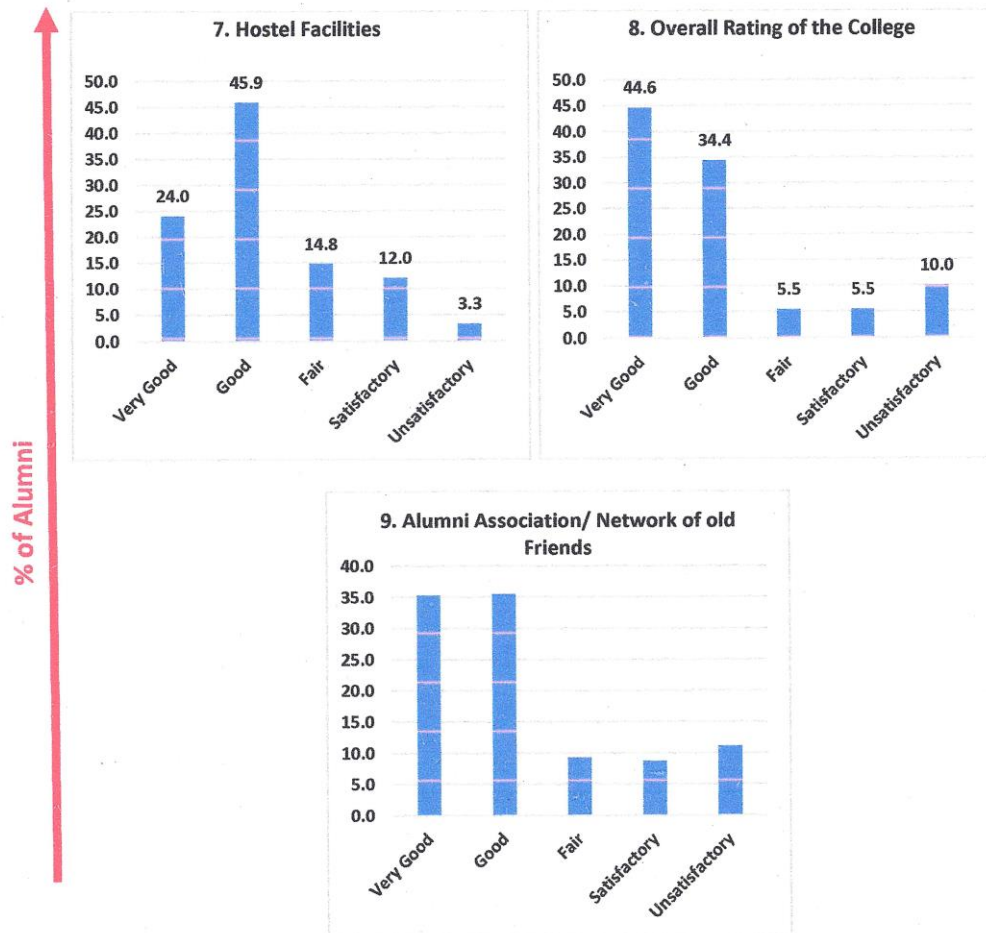 % of Alumni
7. Hostel Facilities
50.0
45.0
40.0
35.0
30.0
25.0
20.0
15.0
10.0
5.0
0.0
24.0
45.9
14.8
12.0
3.3
Very Good
Good
Fair
Satisfactory
Unsatisfactory
8. Overall Rating of the College
50.0
45.0
40.0
35.0
30.0
25.0
20.0
15.0
10.0
5.0
0.0
44.6
34.4
5.5
5.5
10.0
Very Good
Good
Fair
Satisfactory
Unsatisfactory
9. Alumni Association/ Network of old
Friends
40.0
35.0
30.0
25.0
20.0
15.0
10.0
5.0
0.0
Very Good
Good
Fair
Satisfactory
Unsatisfactory